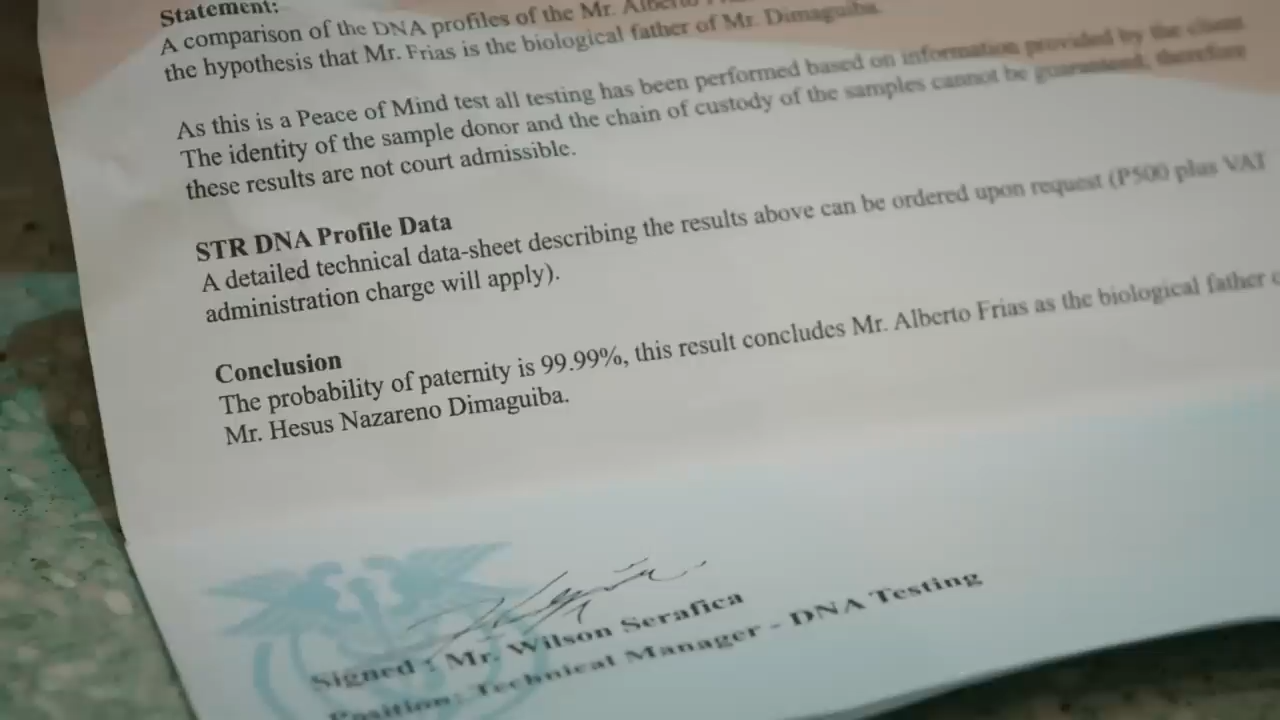 Statement:
A comparison of the DNA profiles of the Mr. Alberto
the hypothesis that Mr. Frias is the biological father of Mr. Dimaguiba.
As this is a Peace of Mind test all testing has been performed based on information provided by the client
The identity of the sample donor and the chain of custody of the samples cannot be guaranteed, therefore
these results are not court admissible.
STR DNA Profile Data
A detailed technical data-sheet describing the results above can be ordered upon request (P500 plus VAT
administration charge will apply).
Conclusion
The probability of paternity is 99.99%, this result concludes Mr. Alberto Frias as the biological father
Mr. Hesus Nazareno Dimaguiba.
Signed : Mr. Wilson Serafica
Position: Technical Manager - DNA Testing